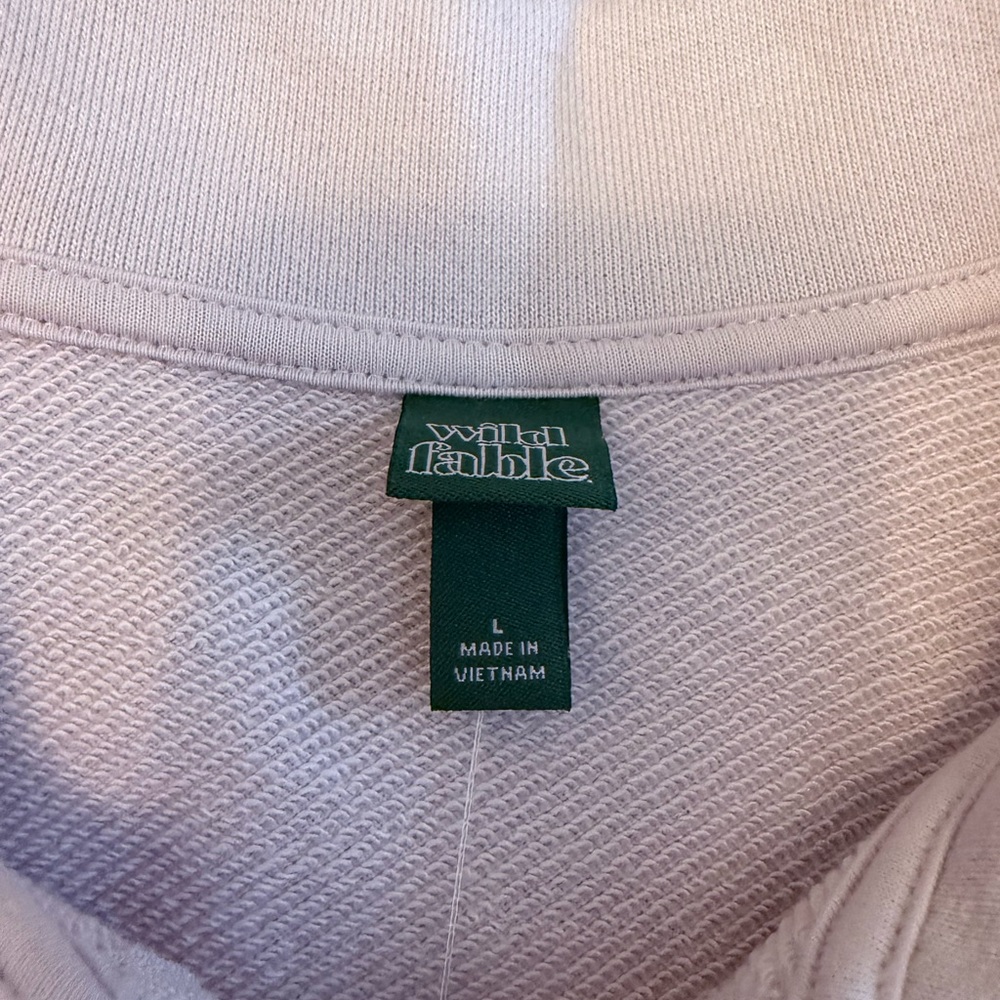 wild
fable.
L
MADE IN
VIETNAM